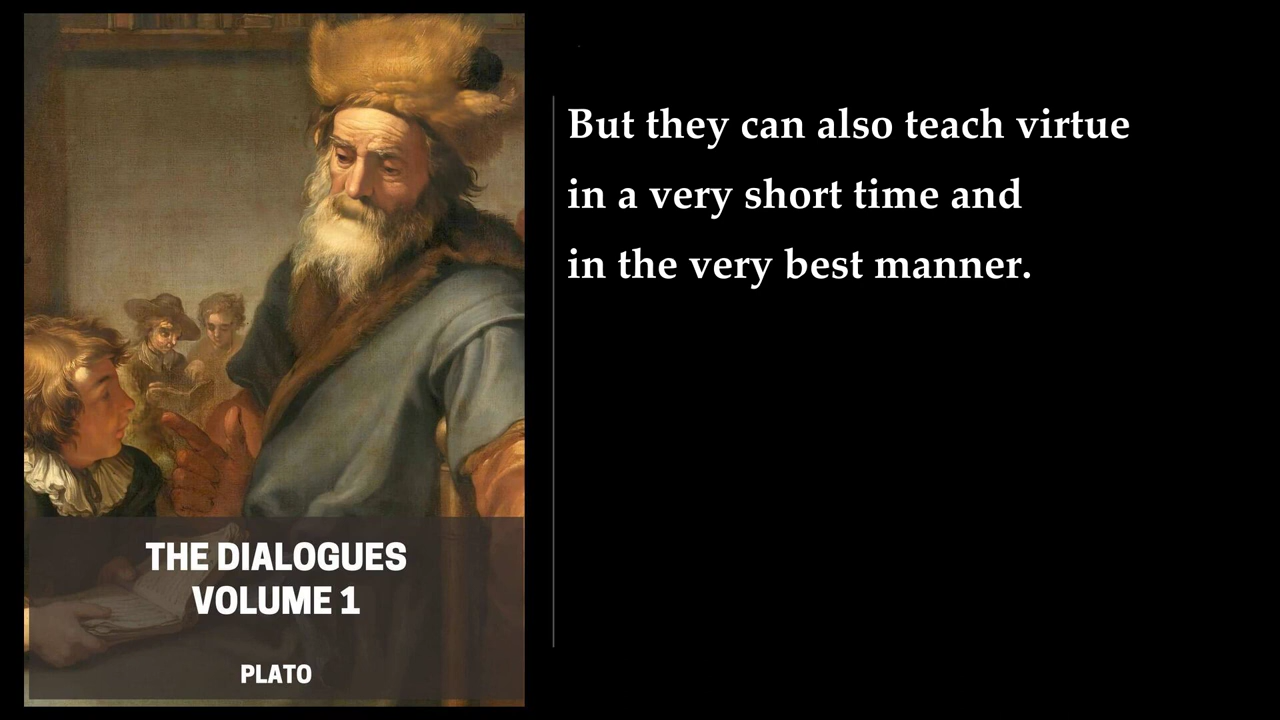 But they can also teach virtue
in a very short time and
in the very best manner.
THE DIALOGUES
VOLUME 1
PLATO